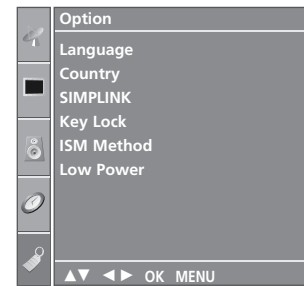 Option
Language
Country
SIMPLINK
Key Lock
ISM Method
Low Power
▲▼ ◄► OK MENU